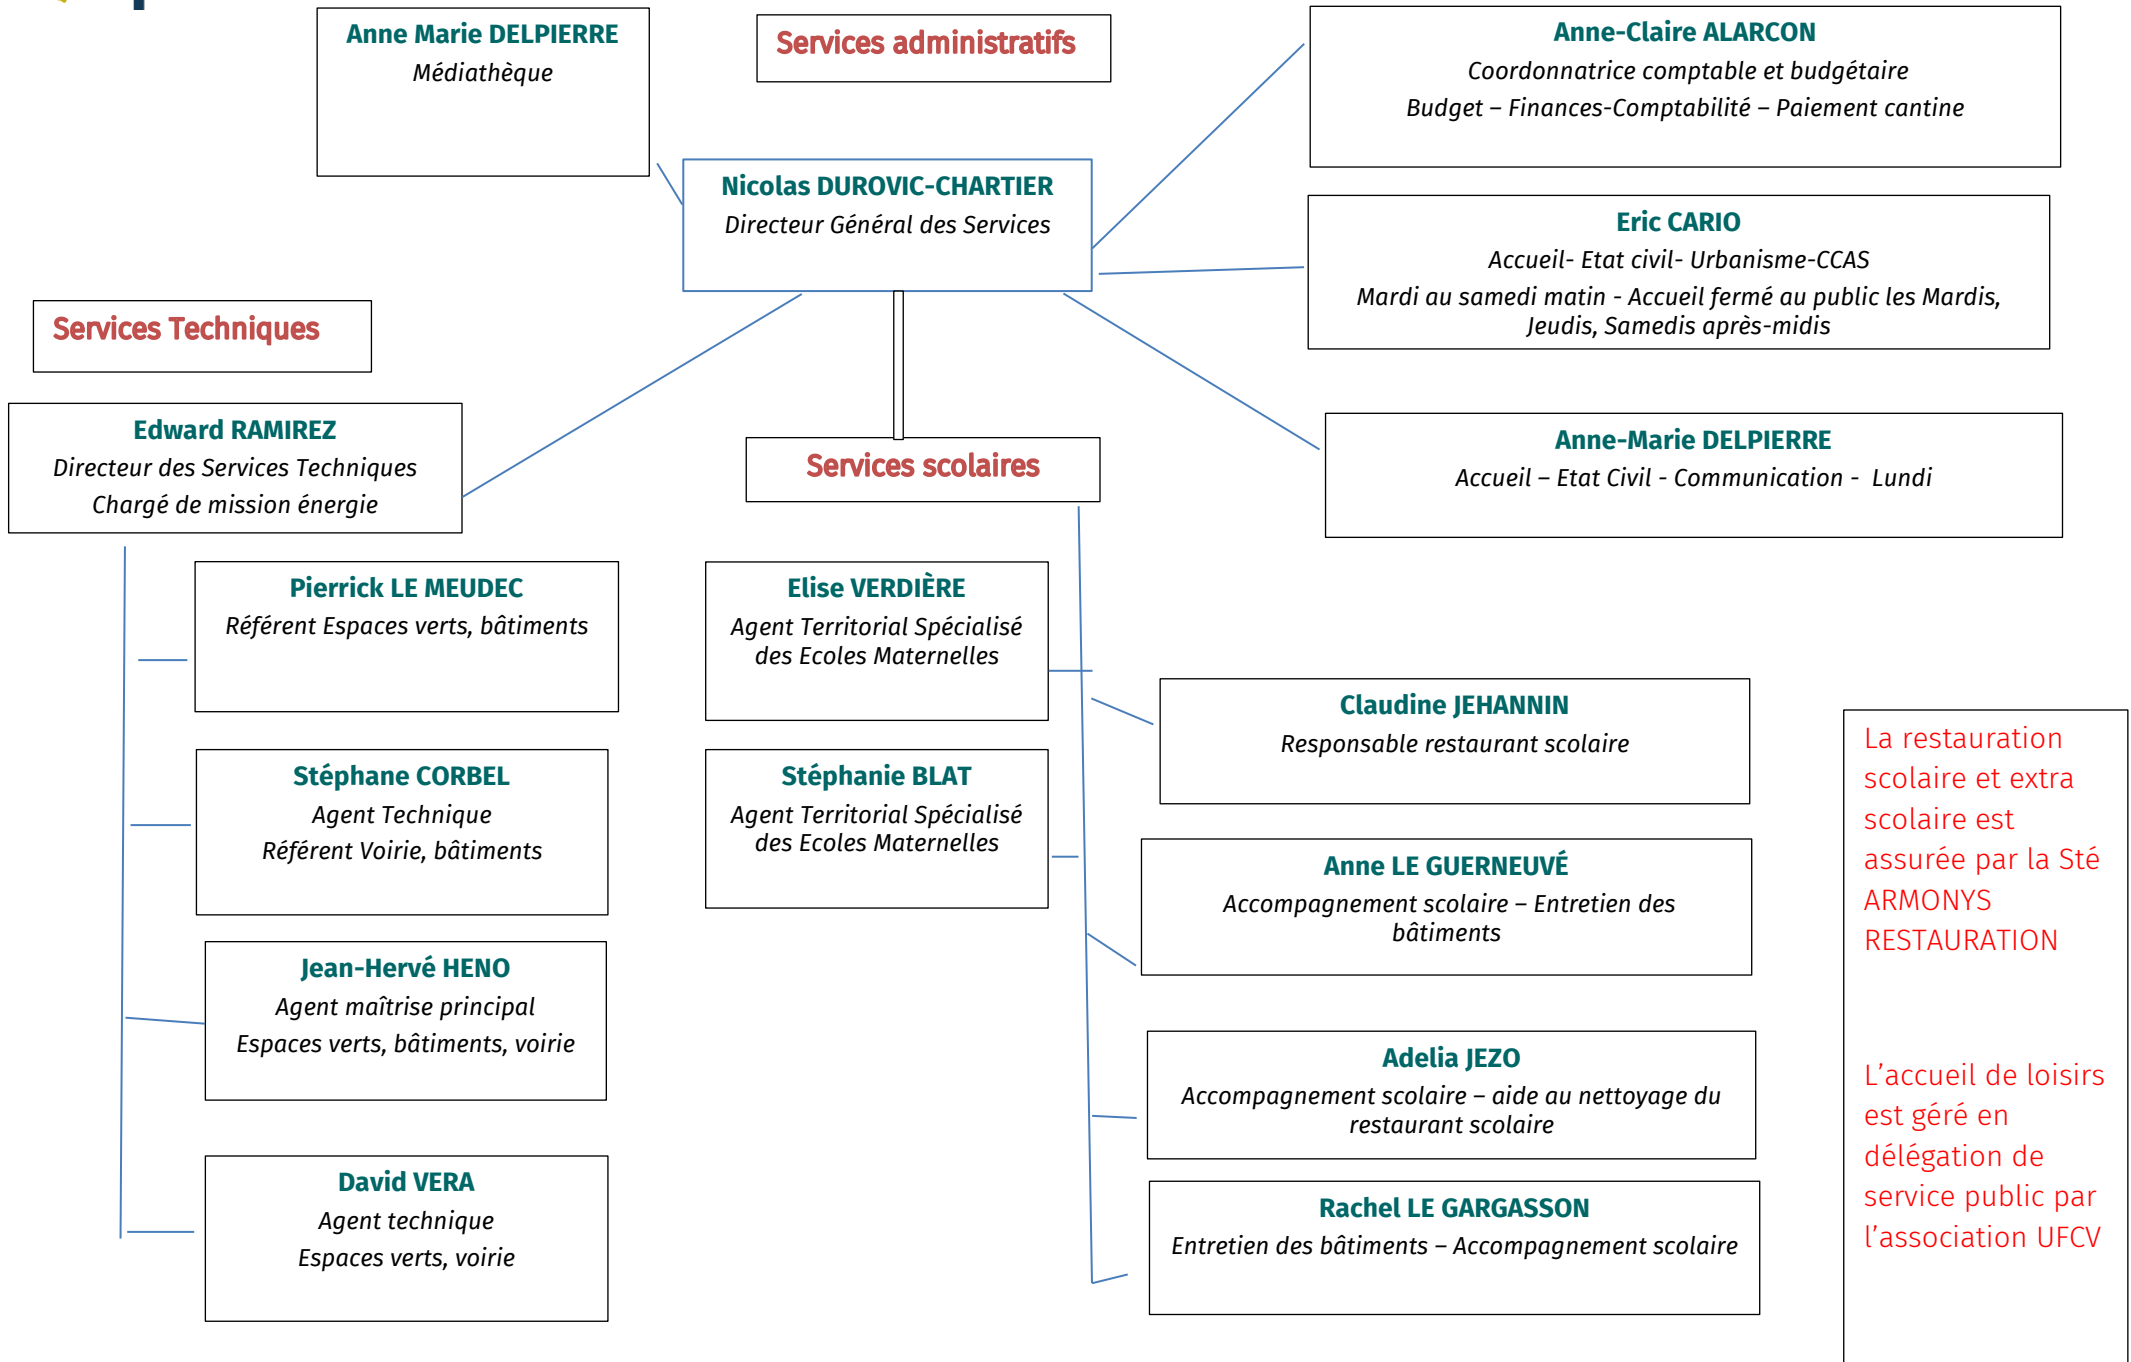 Anne Marie DELPIERRE
Médiathèque
Services administratifs
Anne-Claire ALARCON
Coordonnatrice comptable et budgétaire
Budget – Finances-Comptabilité – Paiement cantine
Nicolas DUROVIC-CHARTIER
Directeur Général des Services
Eric CARIO
Accueil- Etat civil- Urbanisme-CCAS
Mardi au samedi matin - Accueil fermé au public les Mardis,
Jeudis, Samedis après-midis
Services Techniques
Edward RAMIREZ
Directeur des Services Techniques
Chargé de mission énergie
Services scolaires
Anne-Marie DELPIERRE
Accueil – Etat Civil - Communication - Lundi
Pierrick LE MEUDEC
Référent Espaces verts, bâtiments
Stéphane CORBEL
Agent Technique
Référent Voirie, bâtiments
Jean-Hervé HENO
Agent maîtrise principal
Espaces verts, bâtiments, voirie
David VERA
Agent technique
Espaces verts, voirie
Elise VERDIÈRE
Agent Territorial Spécialisé
des Ecoles Maternelles
Stéphanie BLAT
Agent Territorial Spécialisé
des Ecoles Maternelles
Claudine JEHANNIN
Responsable restaurant scolaire
Anne LE GUERNEUVÉ
Accompagnement scolaire – Entretien des
bâtiments
Adelia JEZO
Accompagnement scolaire – aide au nettoyage du
restaurant scolaire
Rachel LE GARGASSON
Entretien des bâtiments – Accompagnement scolaire
La restauration
scolaire et extra
scolaire est
assurée par la Sté
ARMONYS
RESTAURATION
L’accueil de loisirs
est géré en
délégation de
service public par
l’association UFCV